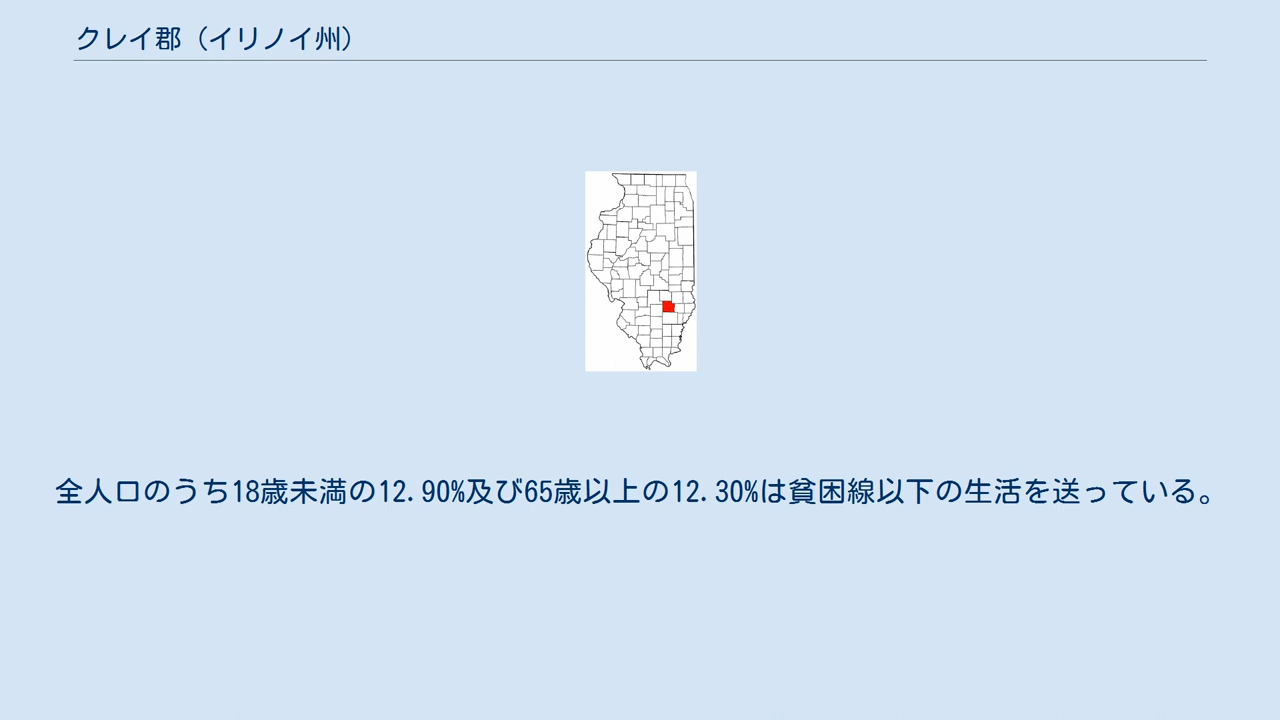 クレイ郡（イリノイ州）
全人口のうち18歳未満の12.90%及び65歳以上の12.30%は貧困線以下の生活を送っている。